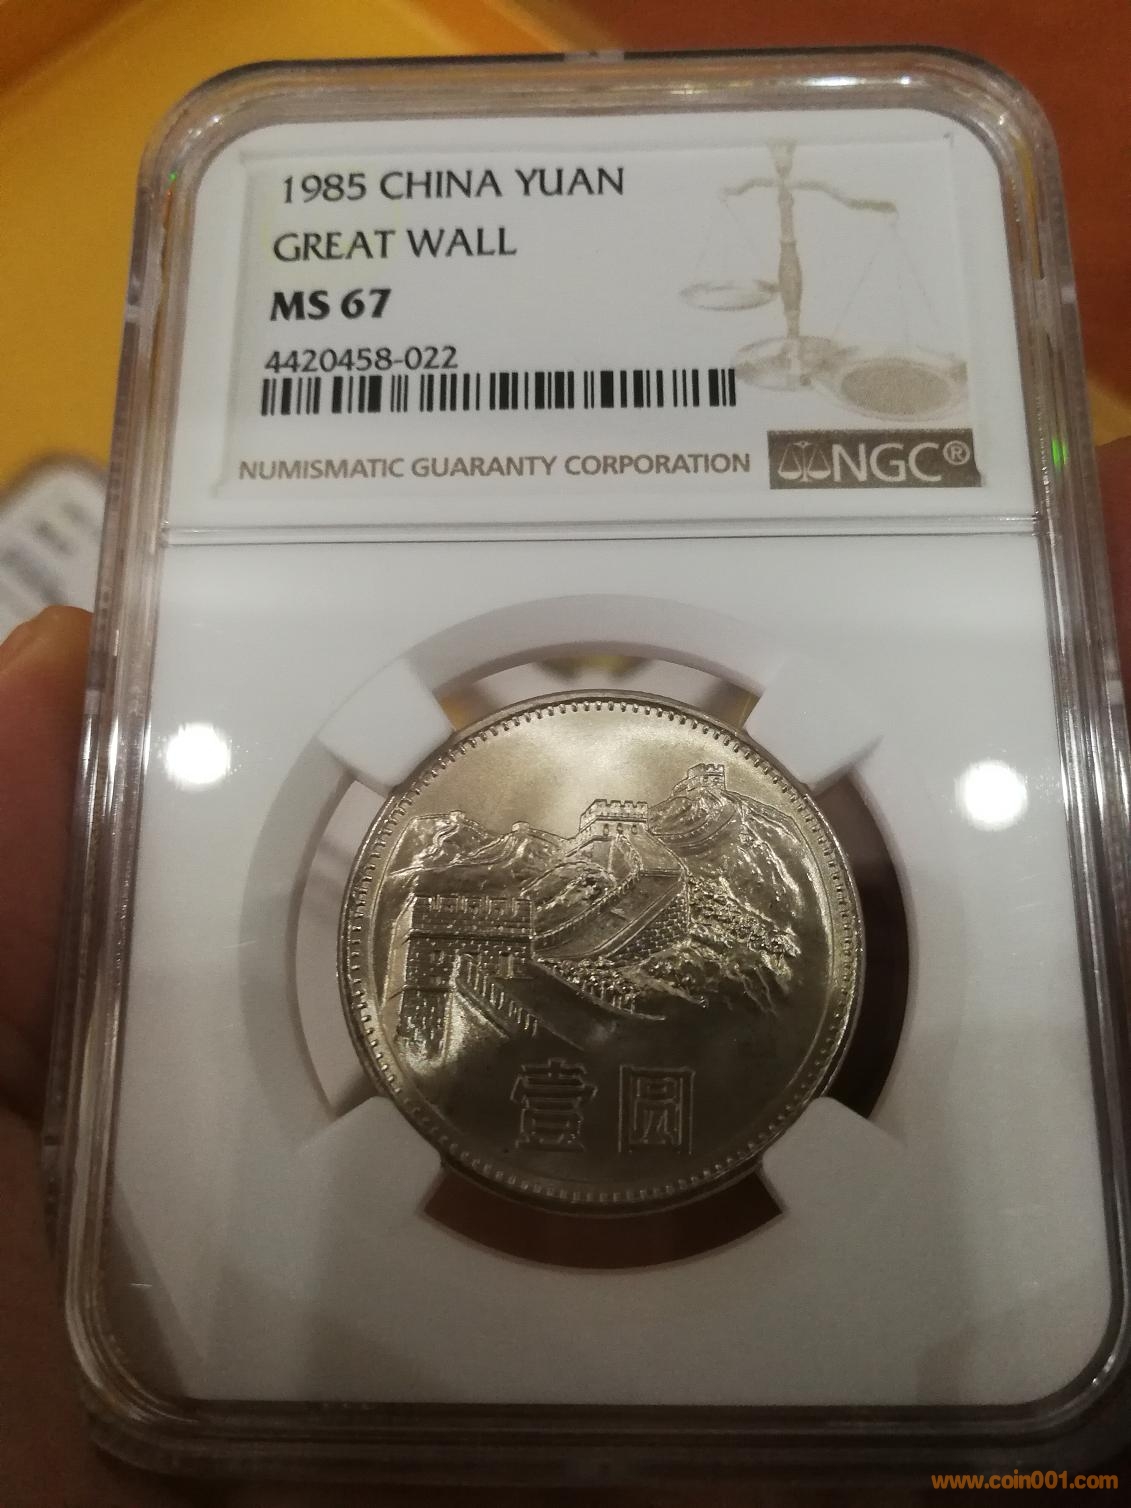 1985 CHINA YUAN
GREAT WALL
MS 67
4420458-022
NUMISMATIC GUARANTY CORPORATION NGC®
壹圆
www.coin001.com